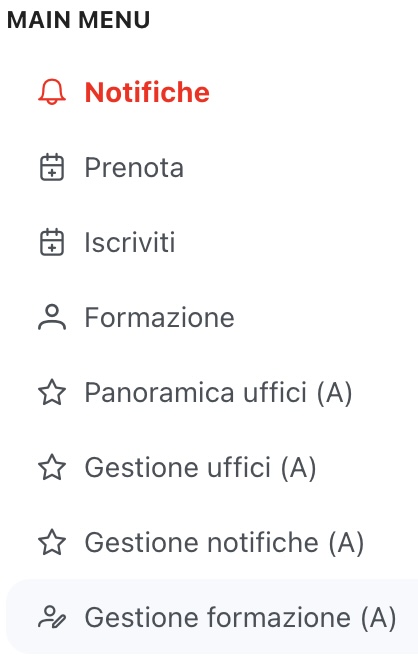 MAIN MENU
Notifiche
Prenota
Iscriviti
Formazione
Panoramica uffici (A)
Gestione uffici (A)
Gestione notifiche (A)
Gestione formazione (A)